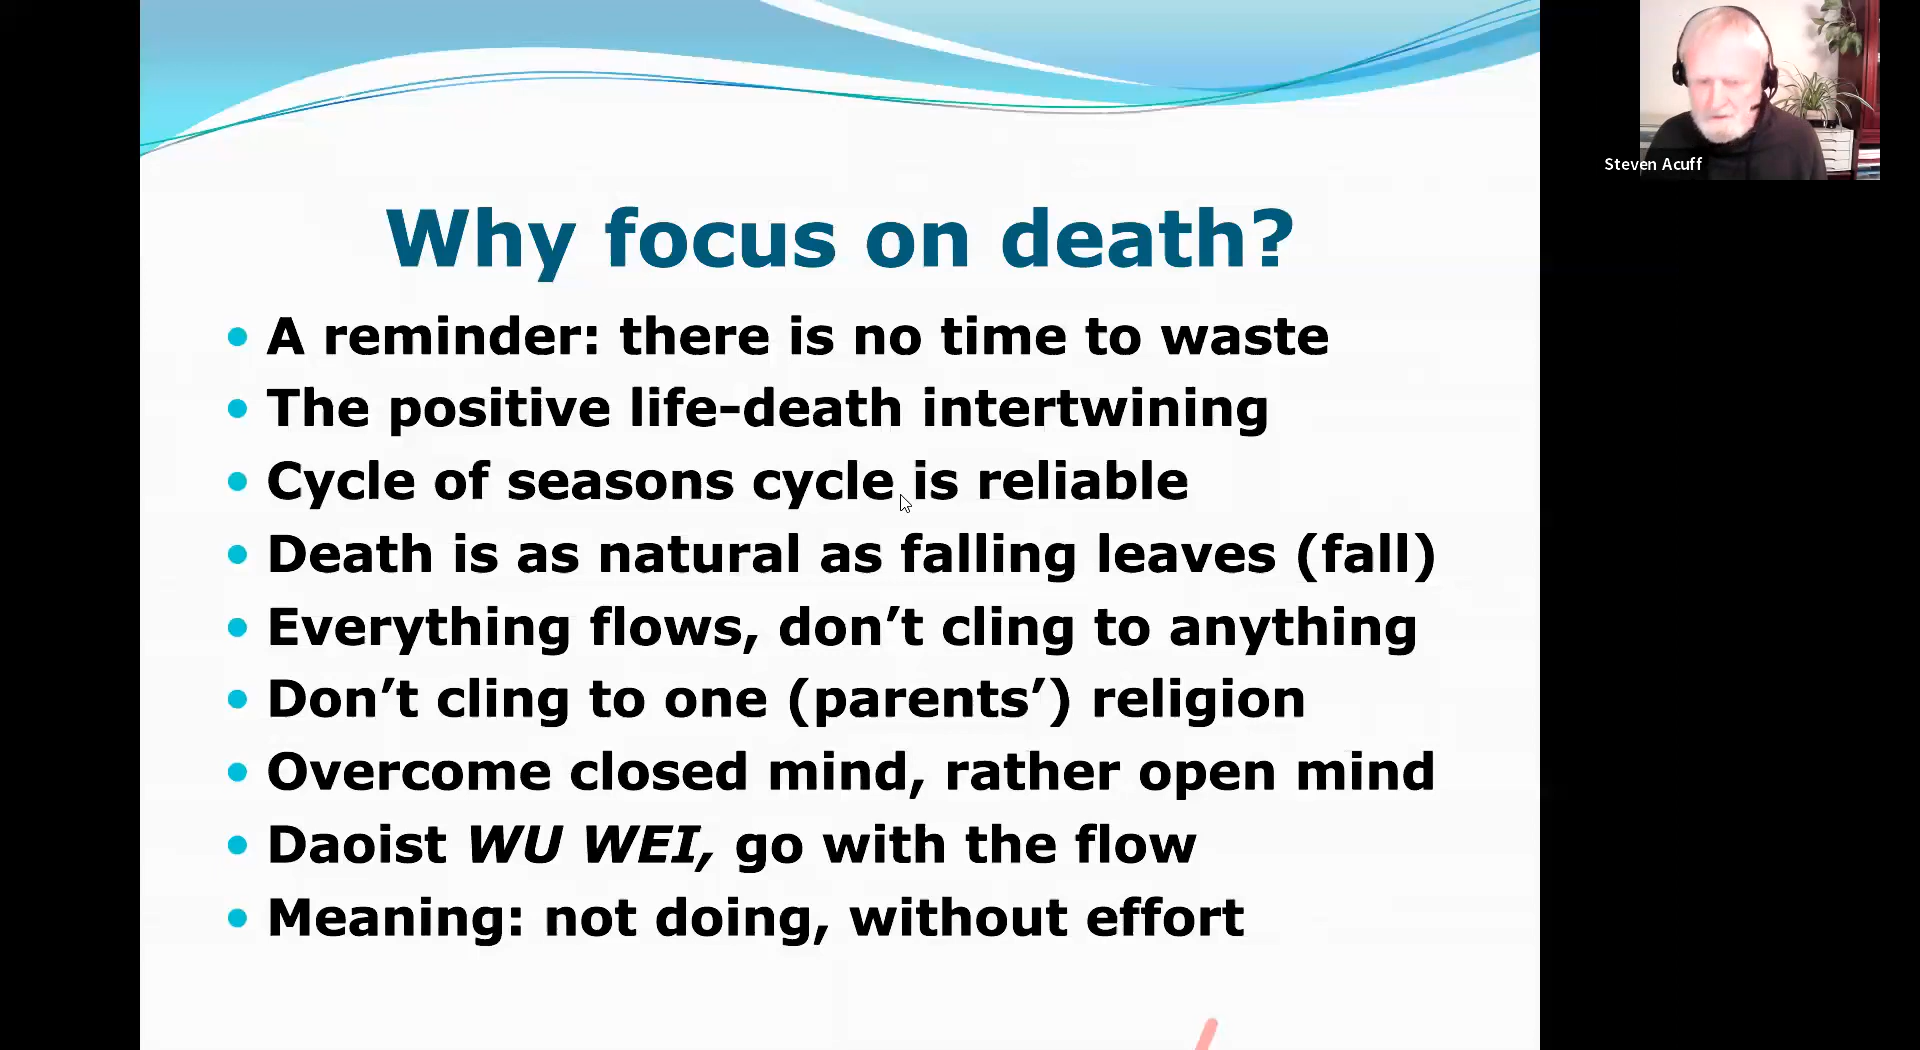 Why focus on death?
A reminder: there is no time to waste
The positive life-death intertwining
Cycle of seasons cycle is reliable
Death is as natural as falling leaves (fall)
Everything flows, don’t cling to anything
Don’t cling to one (parents’) religion
Overcome closed mind, rather open mind
Daoist WU WEI, go with the flow
Meaning: not doing, without effort
Steven Acuff